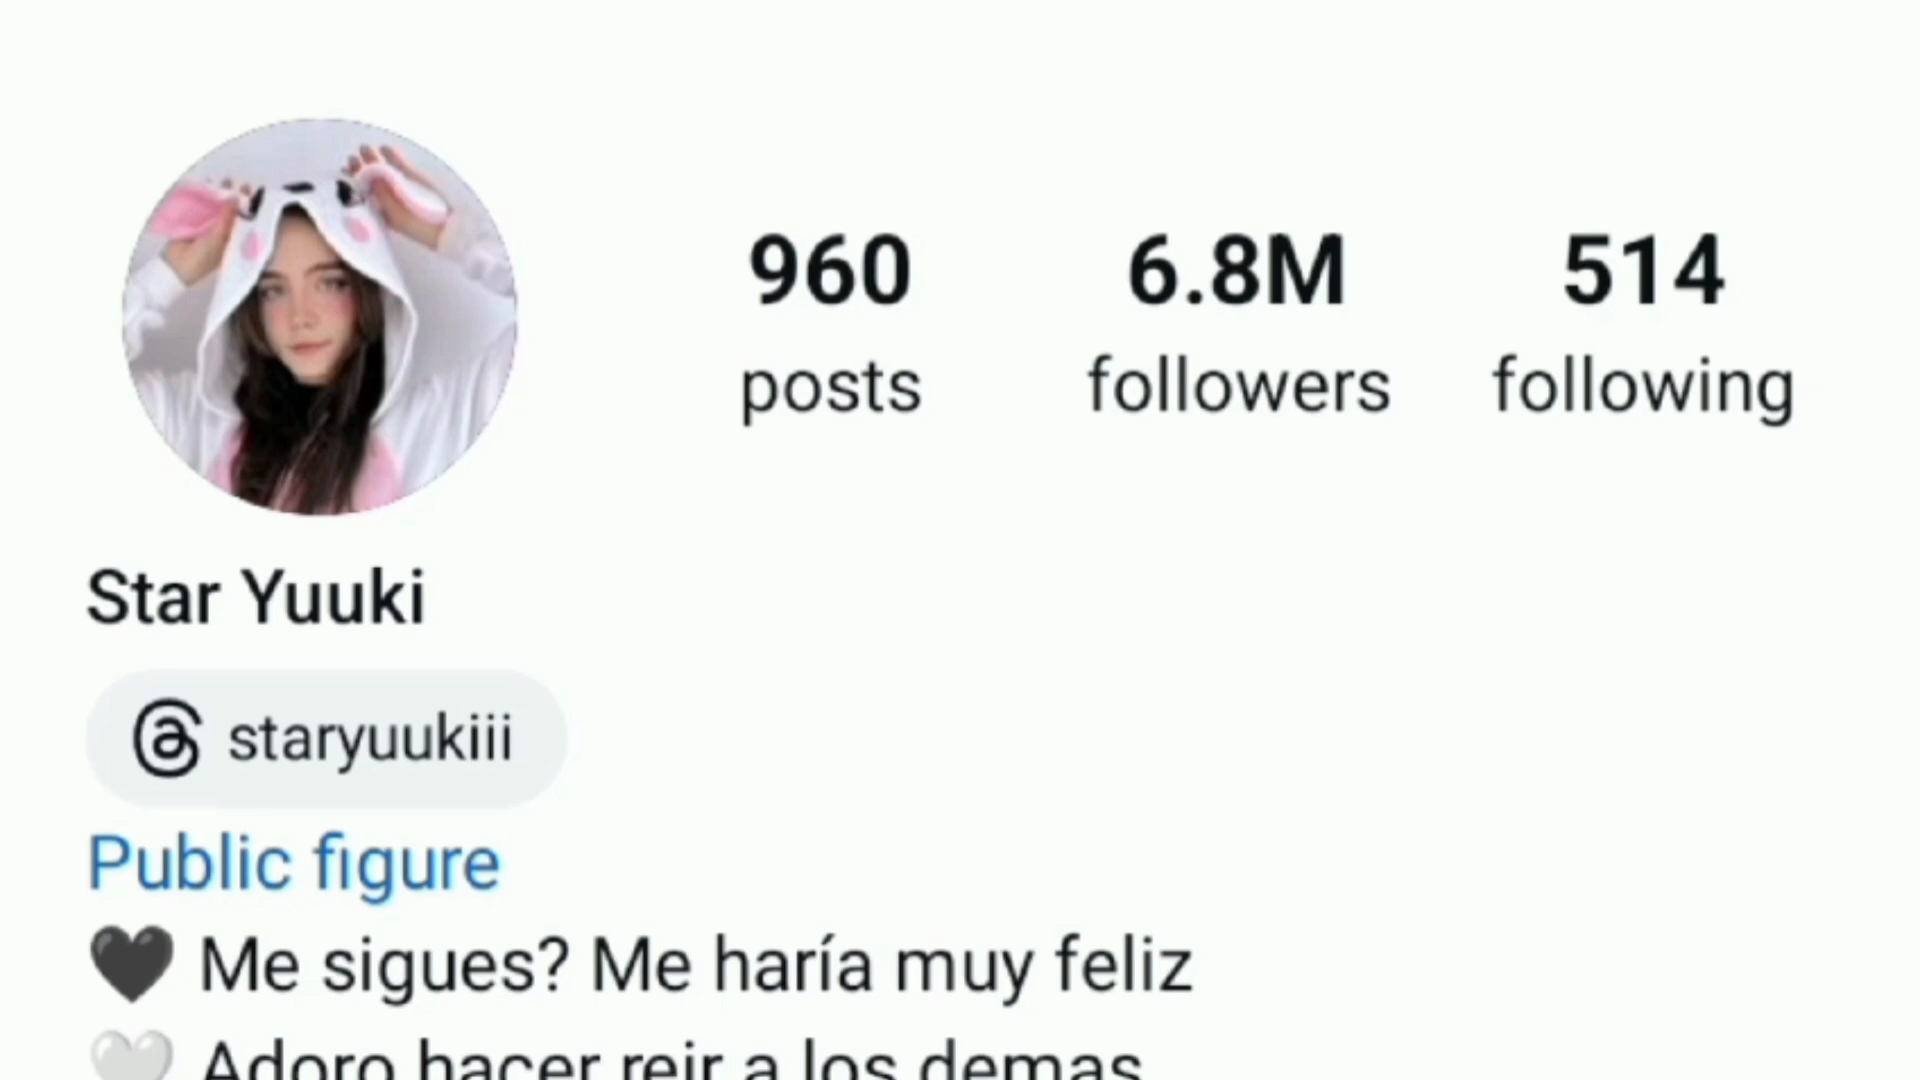 960 6.8M 514
posts followers following
Star Yuuki
staryuukiii
Public figure
🖤 Me sigues? Me haría muy feliz
🤍 Adoro hacer reir a los demas